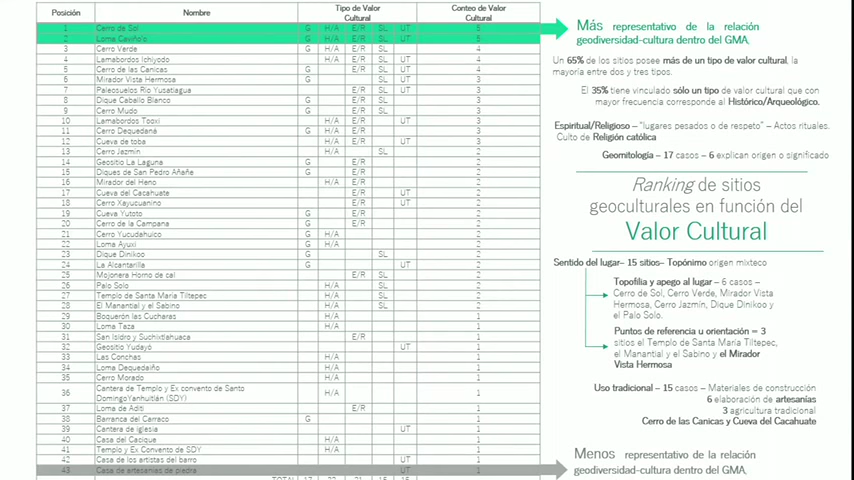 Posición Nombre Tipo de Valor Cultural Conteo de Valor Cultural
1 Cerro de Sol G H/A E/R SL UT 5
2 Loma Caviño'o G H/A E/R SL UT 5
3 Cerro Verde G H/A E/R SL 4
4 Lamabordos Ichiyodo H/A E/R SL UT 4
5 Cerro de las Canicas G E/R SL UT 4
6 Mirador Vista Hermosa G SL UT 3
7 Paleosuelos Río Yusatiagua E/R SL UT 3
8 Dique Caballo Blanco G E/R SL 3
9 Cerro Mudo G E/R SL 3
10 Lamabordos Tooxi H/A E/R UT 3
11 Cerro Dequedaná G H/A E/R 3
12 Cueva de toba H/A E/R UT 3
13 Cerro Jazmín H/A SL 2
14 Geositio La Laguna G E/R 2
15 Diques de San Pedro Añañe G E/R 2
16 Mirador del Heno H/A E/R 2
17 Cueva del Cacahuate E/R UT 2
18 Cerro Xayucuanino E/R UT 2
19 Cueva Yutoto G E/R 2
20 Cerro de la Campana G E/R 2
21 Cerro Yucudahuico G H/A 2
22 Loma Ayuxi G H/A 2
23 Dique Dinikoo G SL 2
24 La Alcantarilla G UT 2
25 Mojonera Horno de cal E/R SL 2
26 Palo Solo H/A SL 2
27 Templo de Santa María Tiltepec H/A SL 2
28 El Manantial y el Sabino H/A SL 2
29 Boquerón las Cucharas H/A 1
30 Loma Taza H/A 1
31 San Isidro y Suchixtlahuaca E/R 1
32 Geositio Yudayó UT 1
33 Las Conchas H/A 1
34 Loma Dequedaiño H/A 1
35 Cerro Morado H/A 1
36 Cantera de Templo y Ex convento de Santo DomingoYanhuitlán (SDY) H/A 1
37 Loma de Aditi E/R 1
38 Barranca del Carraco G 1
39 Cantera de iglesia UT 1
40 Casa del Cacique H/A 1
41 Templo y Ex Convento de SDY H/A 1
42 Casa de los artistas del barro UT 1
43 Casa de artesanías de piedra UT 1
TOTAL 17
Más representativo de la relación
geodiversidad-cultura dentro del GMA.
Un 65% de los sitios posee más de un tipo de valor cultural, la
mayoría entre dos y tres tipos.
El 35% tiene vinculado sólo un tipo de valor cultural que con
mayor frecuencia corresponde al Histórico/Arqueológico.
Espiritual/Religioso – "lugares pesados o de respeto" – Actos rituales.
Culto de Religión católica
Geomitología – 17 casos – 6 explican origen o significado
Ranking de sitios
geoculturales en función del
Valor Cultural
Sentido del lugar– 15 sitios– Topónimo origen mixteco
Topofilia y apego al lugar – 6 casos –
Cerro de Sol, Cerro Verde, Mirador Vista
Hermosa, Cerro Jazmín, Dique Dinikoo y
el Palo Solo.
Puntos de referencia u orientación = 3
sitios el Templo de Santa María Tiltepec,
el Manantial y el Sabino y el Mirador
Vista Hermosa
Uso tradicional – 15 casos – Materiales de construcción
6 elaboración de artesanías
3 agricultura tradicional
Cerro de las Canicas y Cueva del Cacahuate
Menos representativo de la relación
geodiversidad-cultura dentro del GMA.